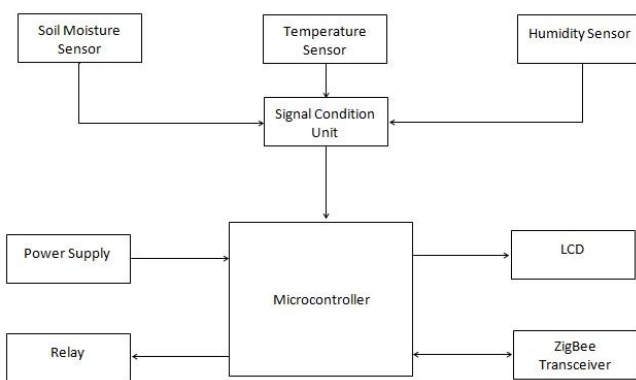 Soil Moisture
Sensor
Temperature
Sensor
Humidity Sensor
Signal Condition
Unit
Power Supply
Microcontroller
LCD
Relay
ZigBee
Transceiver